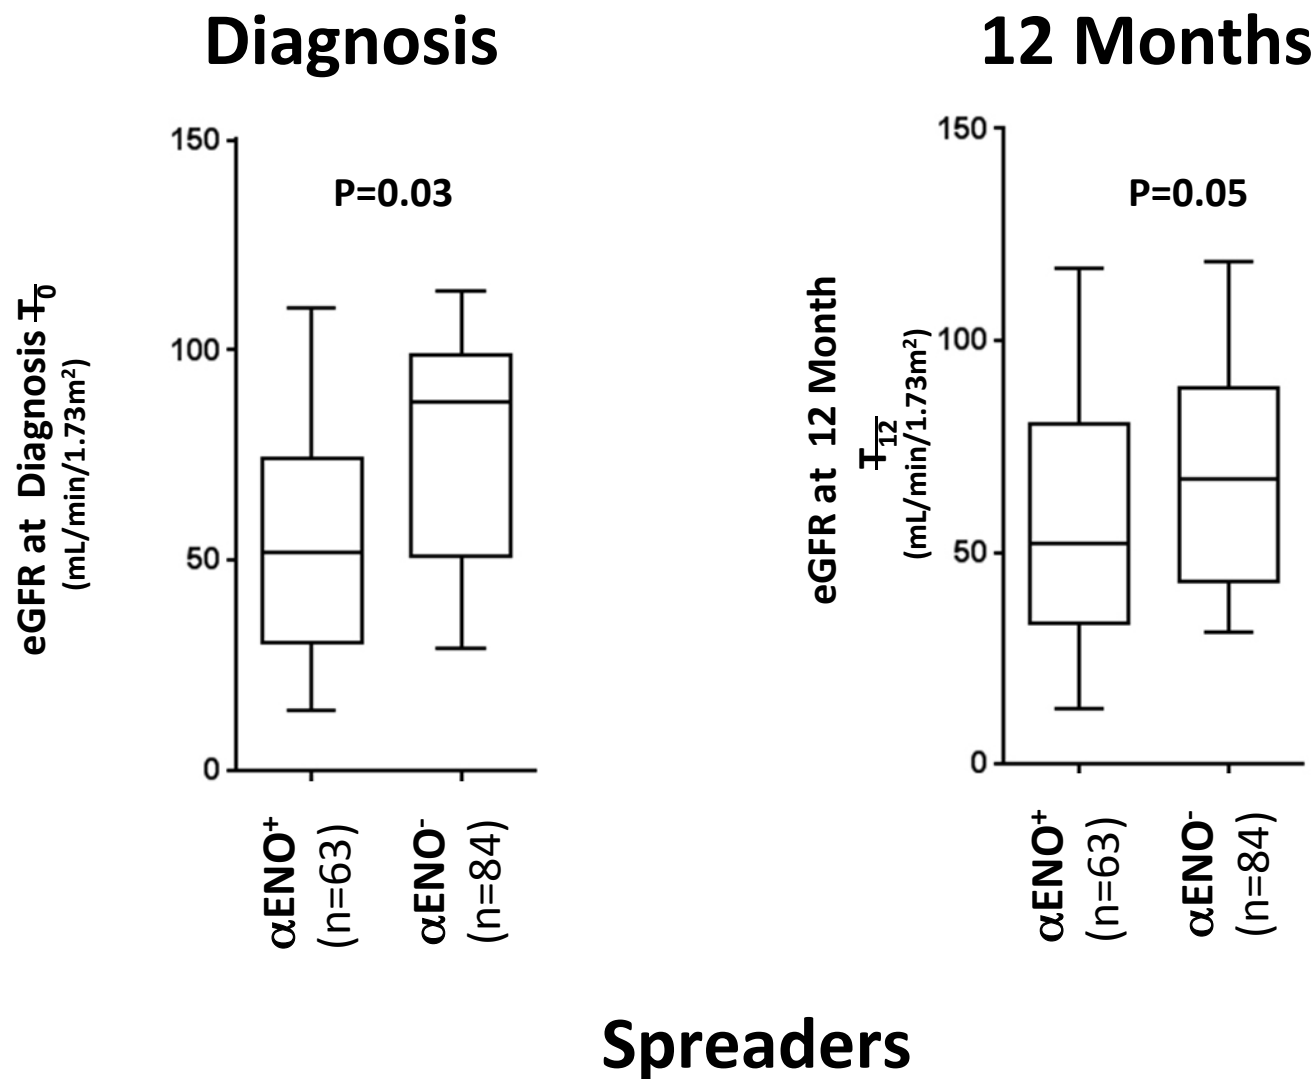 Diagnosis
eGFR at Diagnosis T0
(mL/min/1.73m²)
150
100
50
0
P=0.03
αENO⁺
(n=63)
αENO⁻
(n=84)
12 Months
eGFR at 12 Month
T12
(mL/min/1.73m²)
150
100
50
0
P=0.05
αENO⁺
(n=63)
αENO⁻
(n=84)
Spreaders